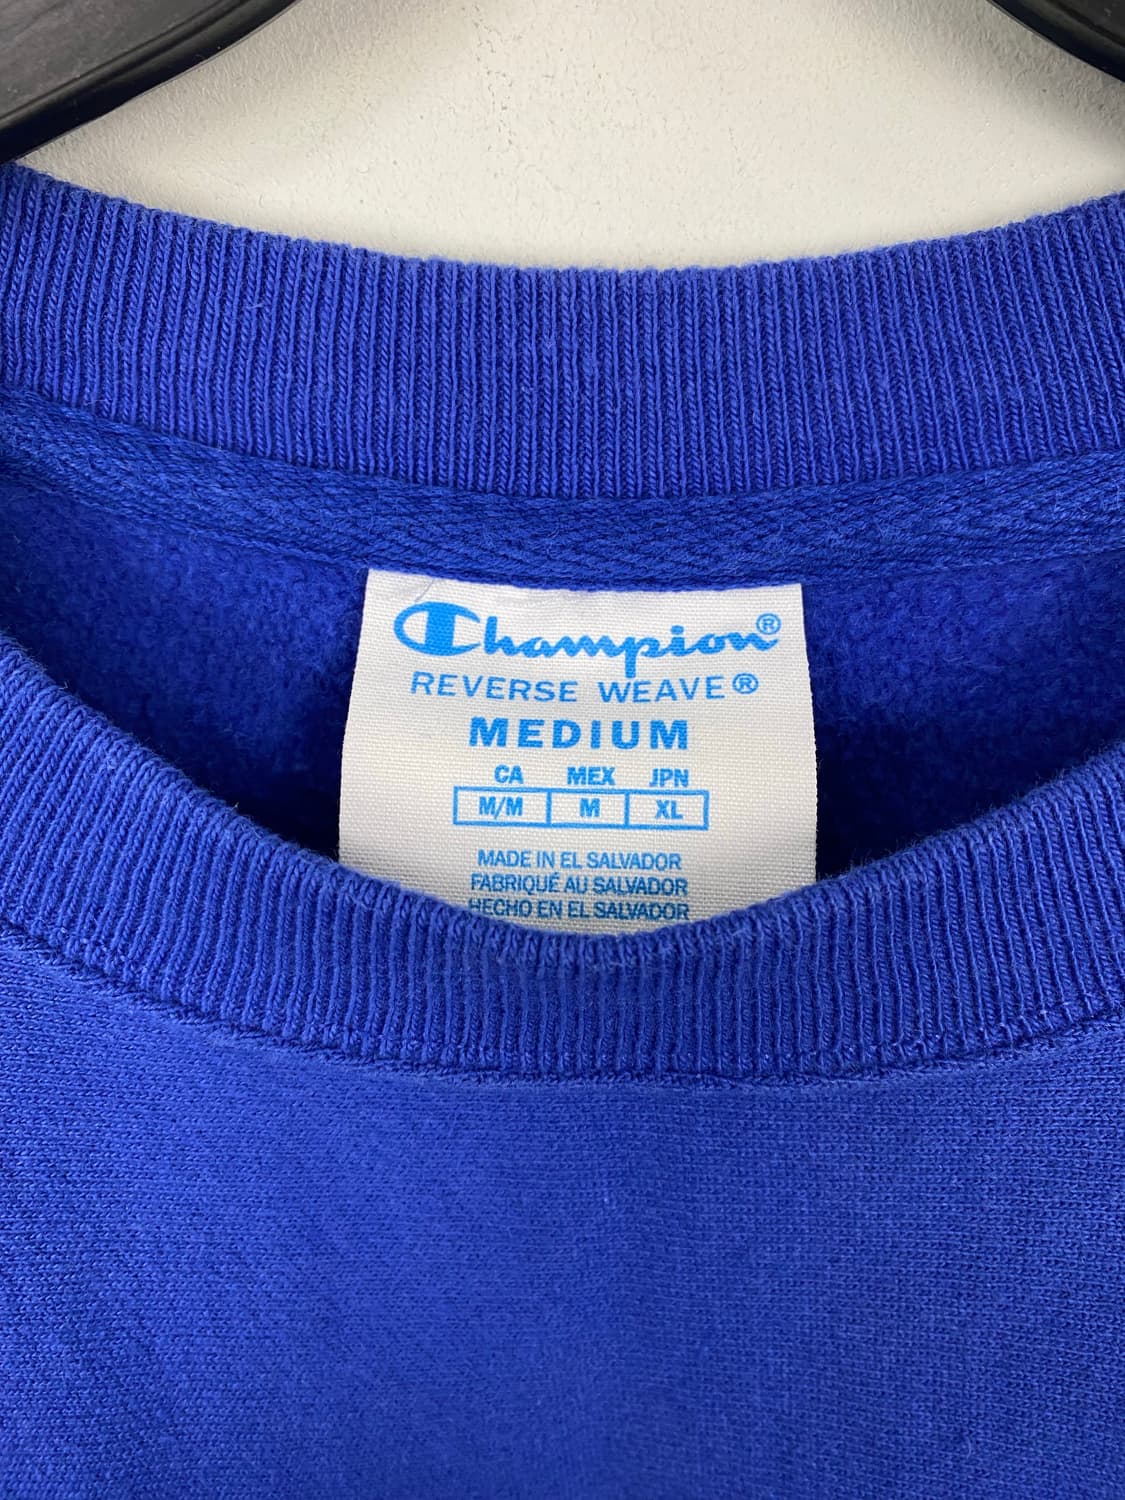 Champion®
REVERSE WEAVE®
MEDIUM
CA MEX JPN
M/M M XL
MADE IN EL SALVADOR
FABRIQUÉ AU SALVADOR
HECHO EN EL SALVADOR